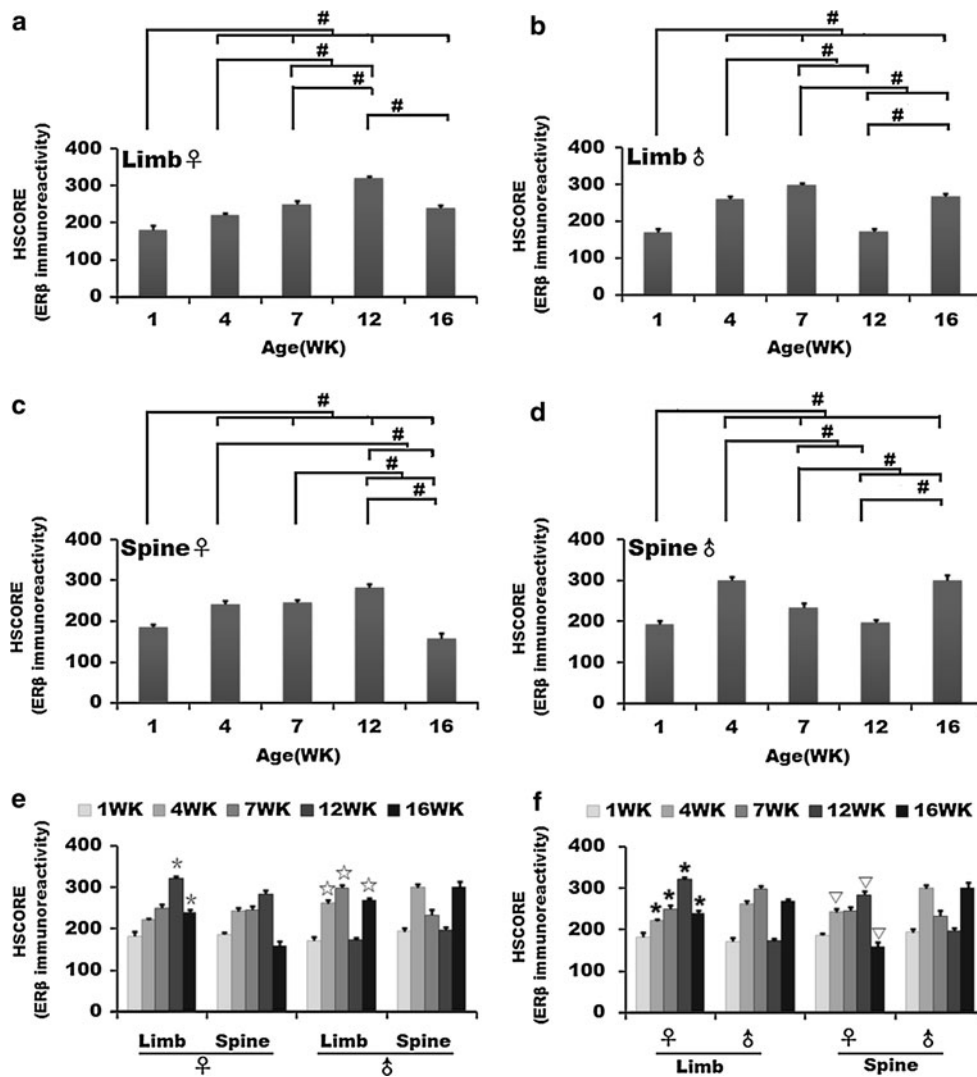 a
#
#
#
#
Limb♀
HSCORE
(ERβ immunoreactivity)
400
300
200
100
0
1 4 7 12 16
Age(WK)
b
#
#
#
#
Limb♂
HSCORE
(ERβ immunoreactivity)
400
300
200
100
0
1 4 7 12 16
Age(WK)
c
#
#
#
#
Spine♀
HSCORE
(ERβ immunoreactivity)
400
300
200
100
0
1 4 7 12 16
Age(WK)
d
#
#
#
#
Spine♂
HSCORE
(ERβ immunoreactivity)
400
300
200
100
0
1 4 7 12 16
Age(WK)
e
1WK 4WK 7WK 12WK 16WK
HSCORE
(ERβ immunoreactivity)
400
300
200
100
0
* *
☆ ☆ ☆
Limb Spine Limb Spine
♀ ♂
f
1WK 4WK 7WK 12WK 16WK
HSCORE
(ERβ immunoreactivity)
400
300
200
100
0
* * * *
▽ ▽ ▽
♀ ♂ ♀ ♂
Limb Spine